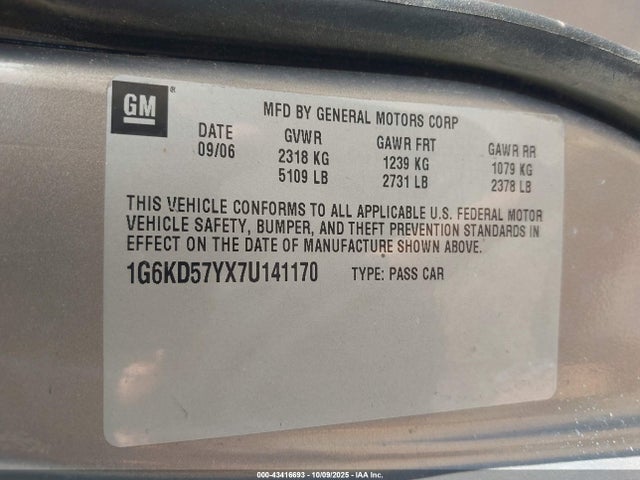 GM®
MFD BY GENERAL MOTORS CORP
DATE GVWR GAWR FRT GAWR RR
09/06 2318 KG 1239 KG 1079 KG
5109 LB 2731 LB 2378 LB
THIS VEHICLE CONFORMS TO ALL APPLICABLE U.S. FEDERAL MOTOR
VEHICLE SAFETY, BUMPER, AND THEFT PREVENTION STANDARDS IN
EFFECT ON THE DATE OF MANUFACTURE SHOWN ABOVE.
1G6KD57YX7U141170 TYPE: PASS CAR
000-43416693 - 10/09/2025 - IAA Inc.